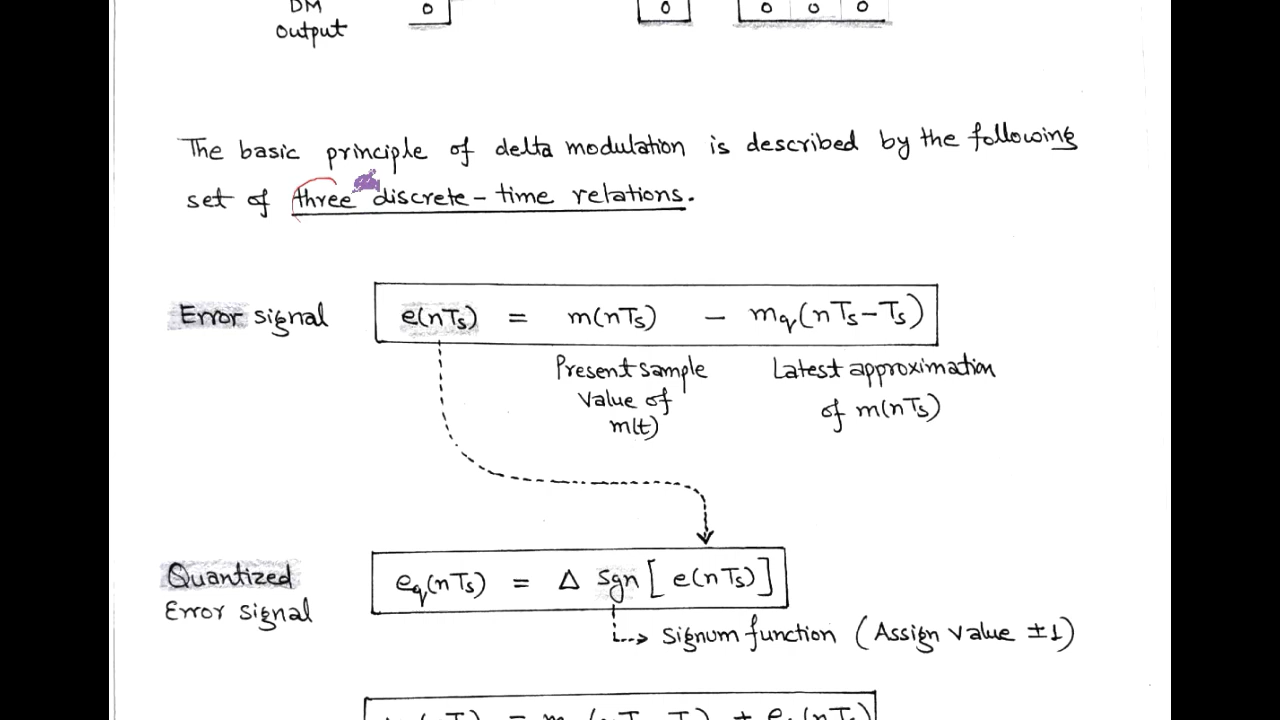 DM 0 0 0 0 0
output
The basic principle of delta modulation is described by the following
set of three discrete - time relations.
Error signal e(nTs) = m(nTs) - mq(nTs-Ts)
Present sample Latest approximation
value of of m(nTs)
m(t)
Quantized eq(nTs) = Δ sgn [ e(nTs) ]
Error signal
signum function (Assign value ±1)